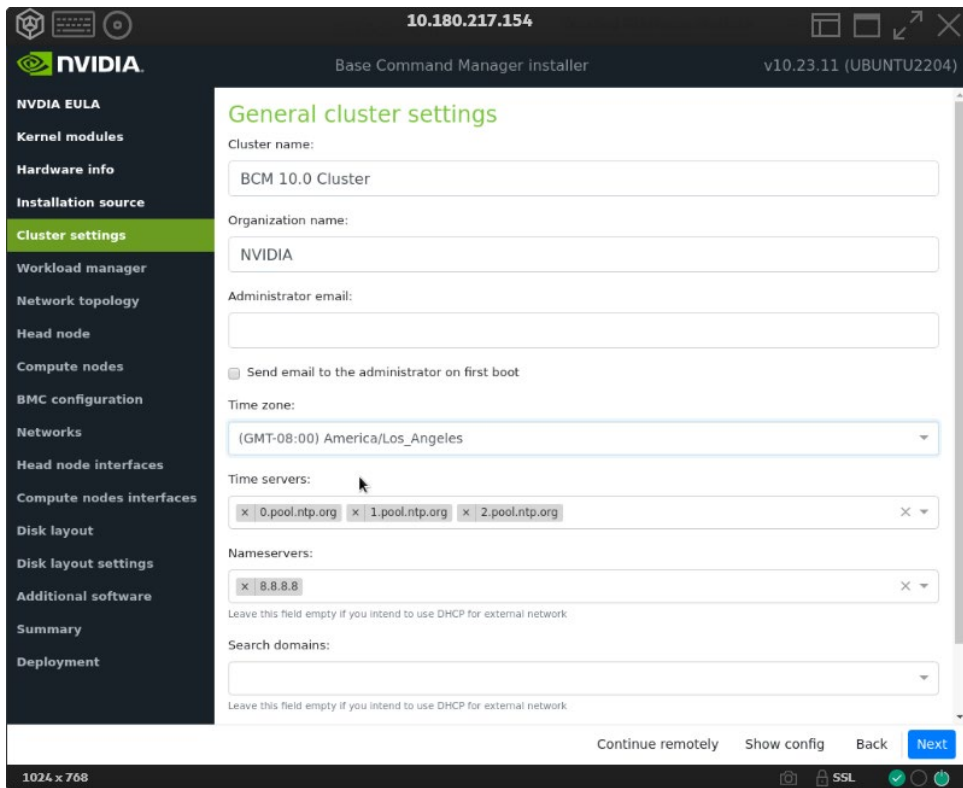 10.180.217.154
NVIDIA.
Base Command Manager installer
v10.23.11 (UBUNTU2204)
NVDIA EULA
Kernel modules
Hardware info
Installation source
Cluster settings
Workload manager
Network topology
Head node
Compute nodes
BMC configuration
Networks
Head node interfaces
Compute nodes interfaces
Disk layout
Disk layout settings
Additional software
Summary
Deployment
General cluster settings
Cluster name:
BCM 10.0 Cluster
Organization name:
NVIDIA
Administrator email:
Send email to the administrator on first boot
Time zone:
(GMT-08:00) America/Los_Angeles
Time servers:
× 0.pool.ntp.org × 1.pool.ntp.org × 2.pool.ntp.org ×
Nameservers:
× 8.8.8.8 ×
Leave this field empty if you intend to use DHCP for external network
Search domains:
Leave this field empty if you intend to use DHCP for external network
Continue remotely Show config Back Next
1024 x 768
SSL